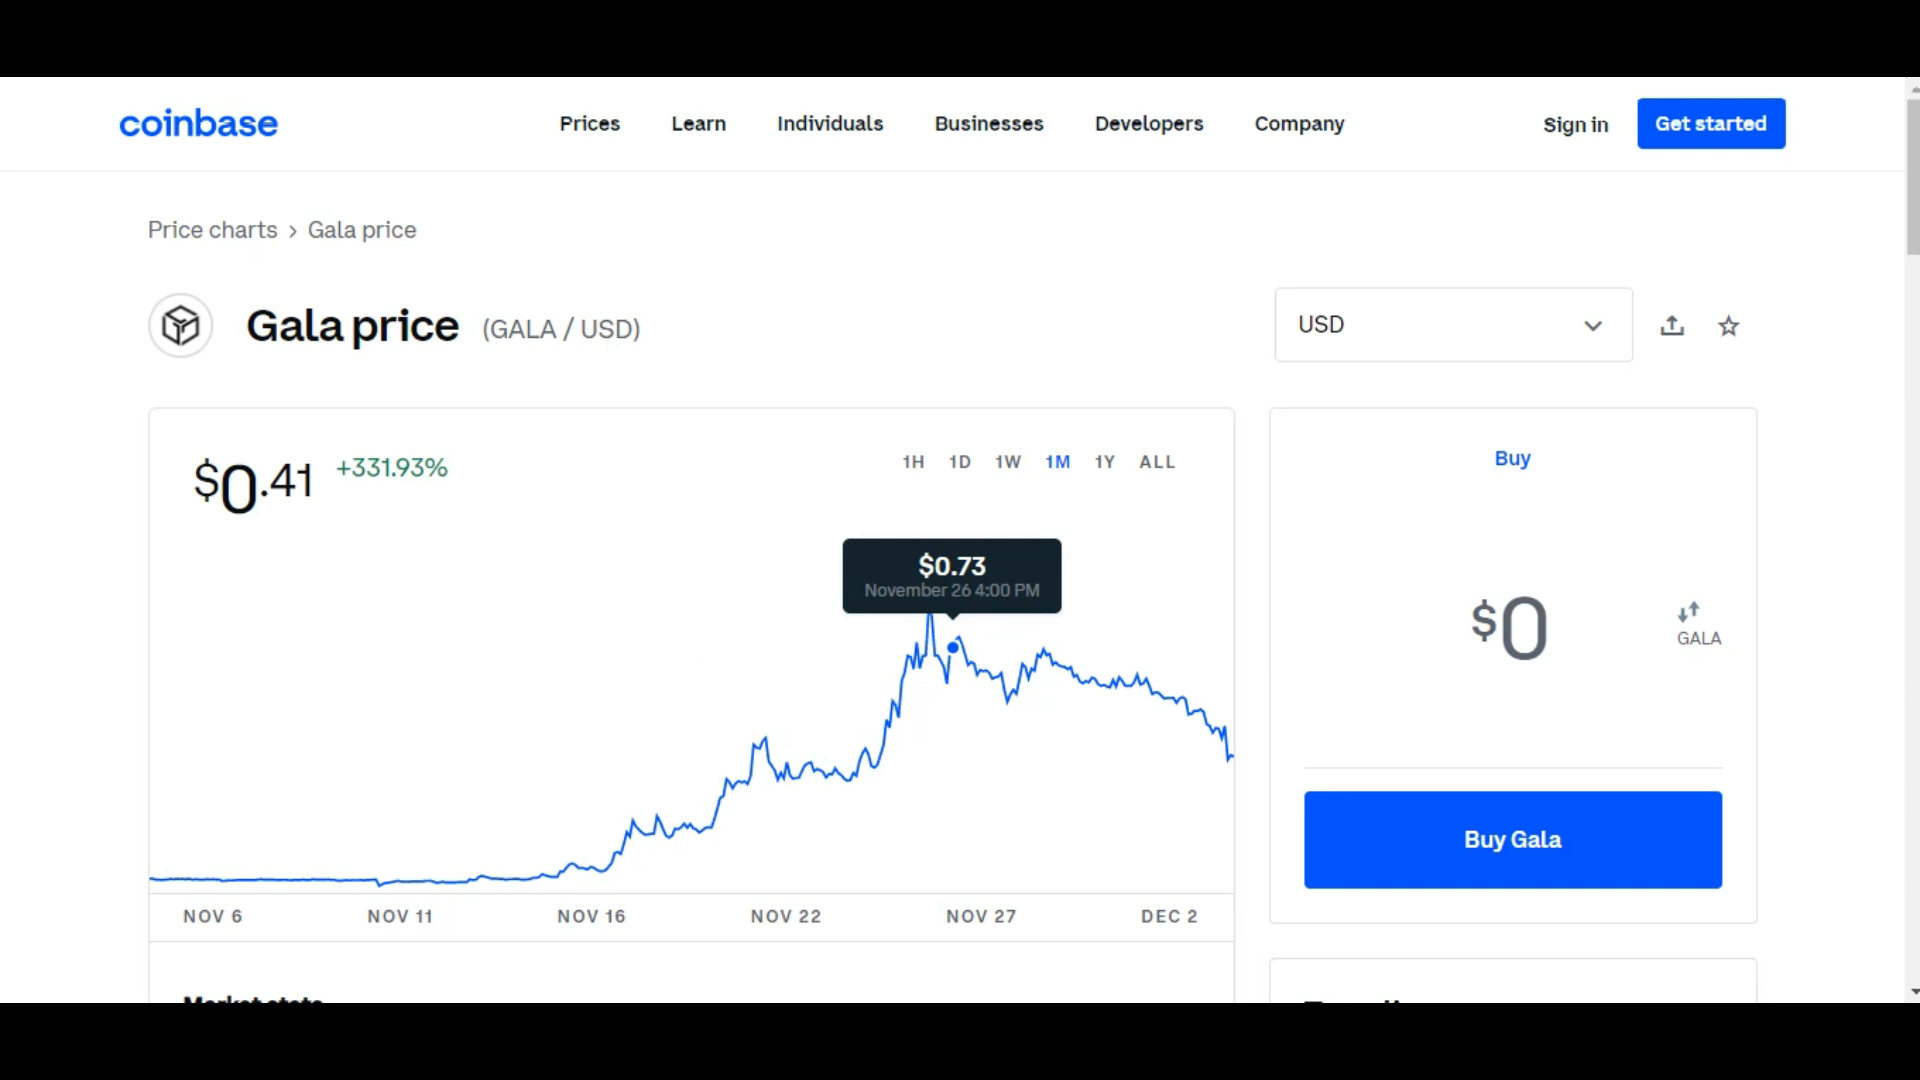 coinbase
Prices Learn Individuals Businesses Developers Company
Sign in
Get started
Price charts › Gala price
Gala price (GALA / USD)
USD
$0.41 +331.93%
1H 1D 1W 1M 1Y ALL
$0.73
November 26 4:00 PM
NOV 6 NOV 11 NOV 16 NOV 22 NOV 27 DEC 2
Buy
$0
GALA
Buy Gala
Market stats